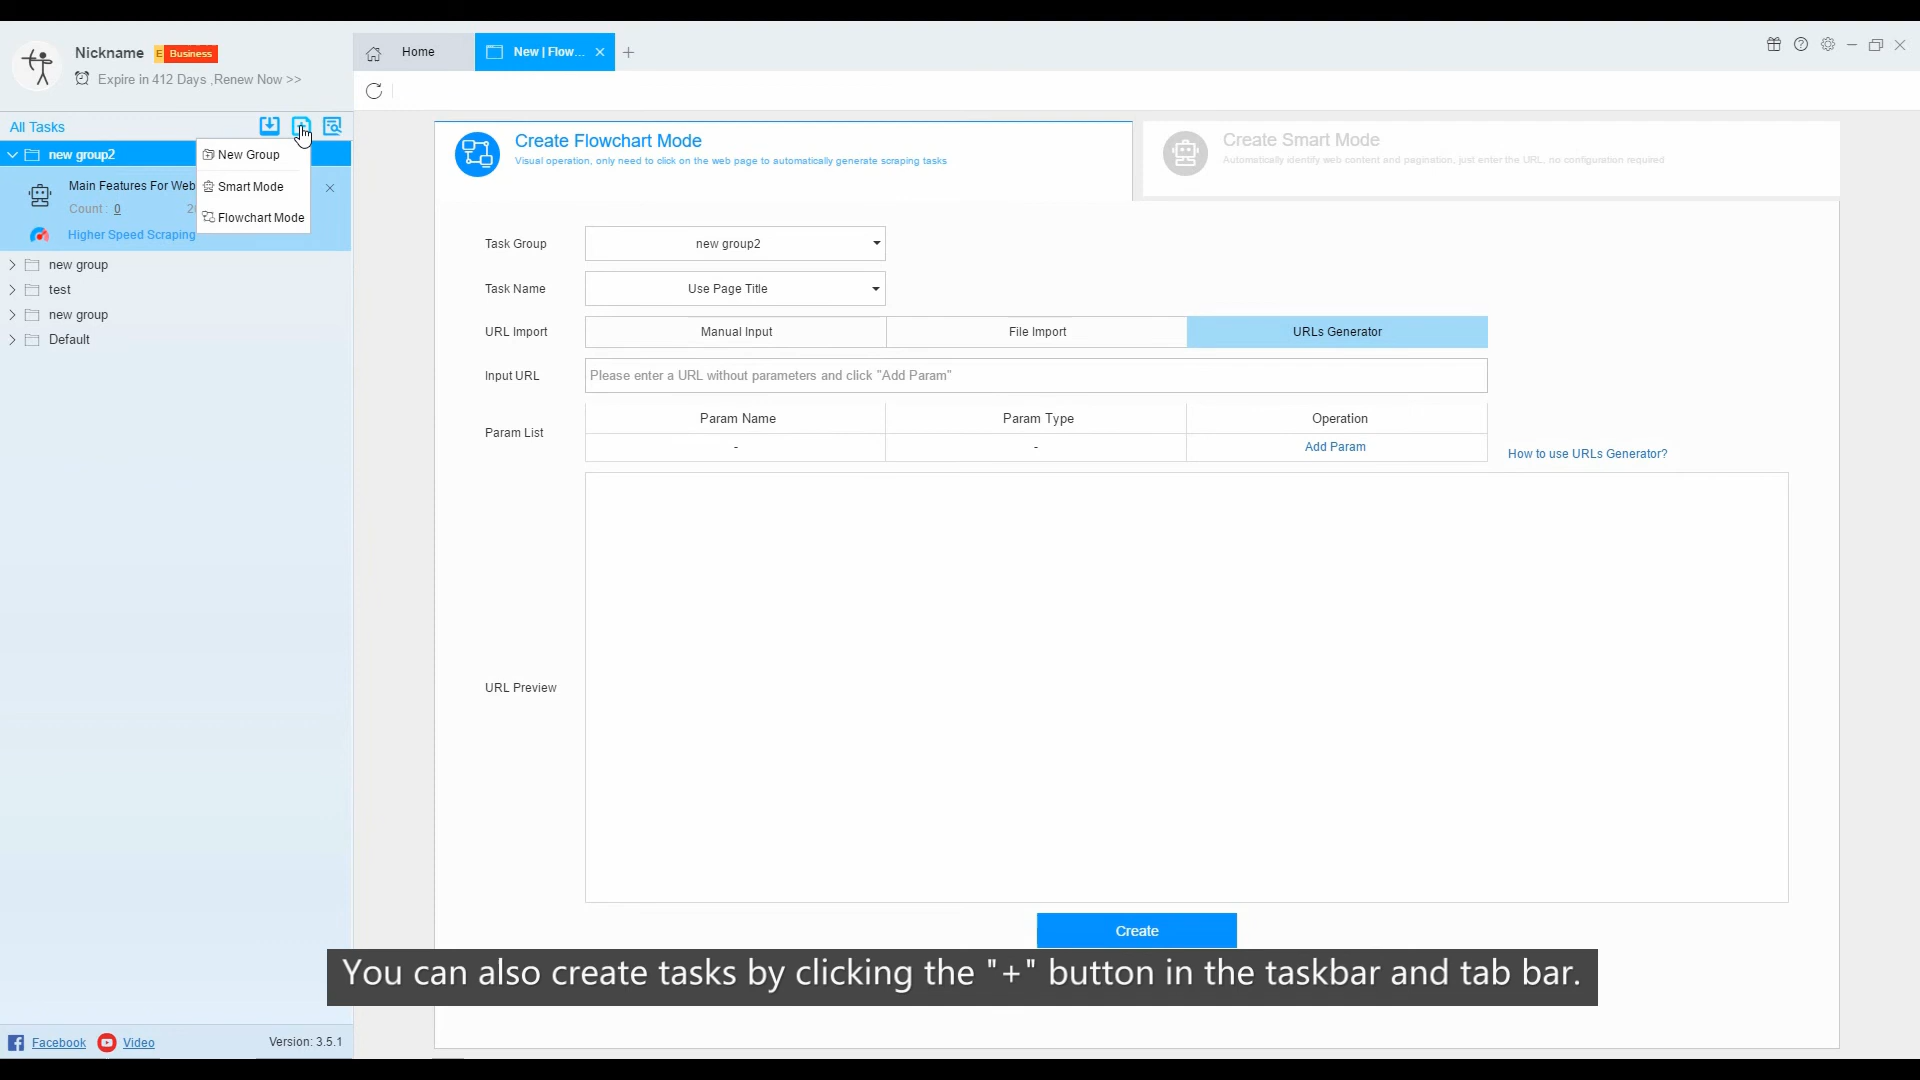 Nickname E Business
Expire in 412 Days ,Renew Now >>
Home
New | Flow...
All Tasks
new group2
New Group
Main Features For Web
Smart Mode
Count : 0
Flowchart Mode
Higher Speed Scraping
new group
test
new group
Default
Create Flowchart Mode
Visual operation, only need to click on the web page to automatically generate scraping tasks
Create Smart Mode
Automatically identify web content and pagination, just enter the URL, no configuration required
Task Group new group2
Task Name Use Page Title
URL Import Manual Input File Import URLs Generator
Input URL Please enter a URL without parameters and click "Add Param"
Param List
Param Name Param Type Operation
- - Add Param
How to use URLs Generator?
URL Preview
Create
You can also create tasks by clicking the "+" button in the taskbar and tab bar.
Facebook Video Version: 3.5.1